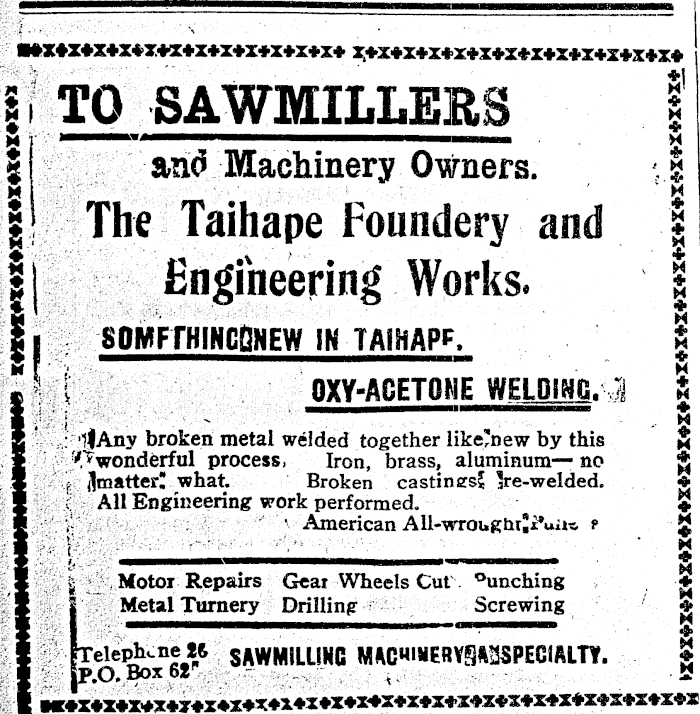 TO SAWMILLERS
and Machinery Owners.
The Taihape Foundery and
Engineering Works.
SOMETHING NEW IN TAIHAPE.
OXY-ACETONE WELDING.
Any broken metal welded together like new by this
wonderful process, Iron, brass, aluminum— no
matter what. Broken castings re-welded.
All Engineering work performed.
American All-wrought
Motor Repairs Gear Wheels Cut Punching
Metal Turnery Drilling Screwing
Telephone 26 SAWMILLING MACHINERY A SPECIALTY.
P.O. Box 62